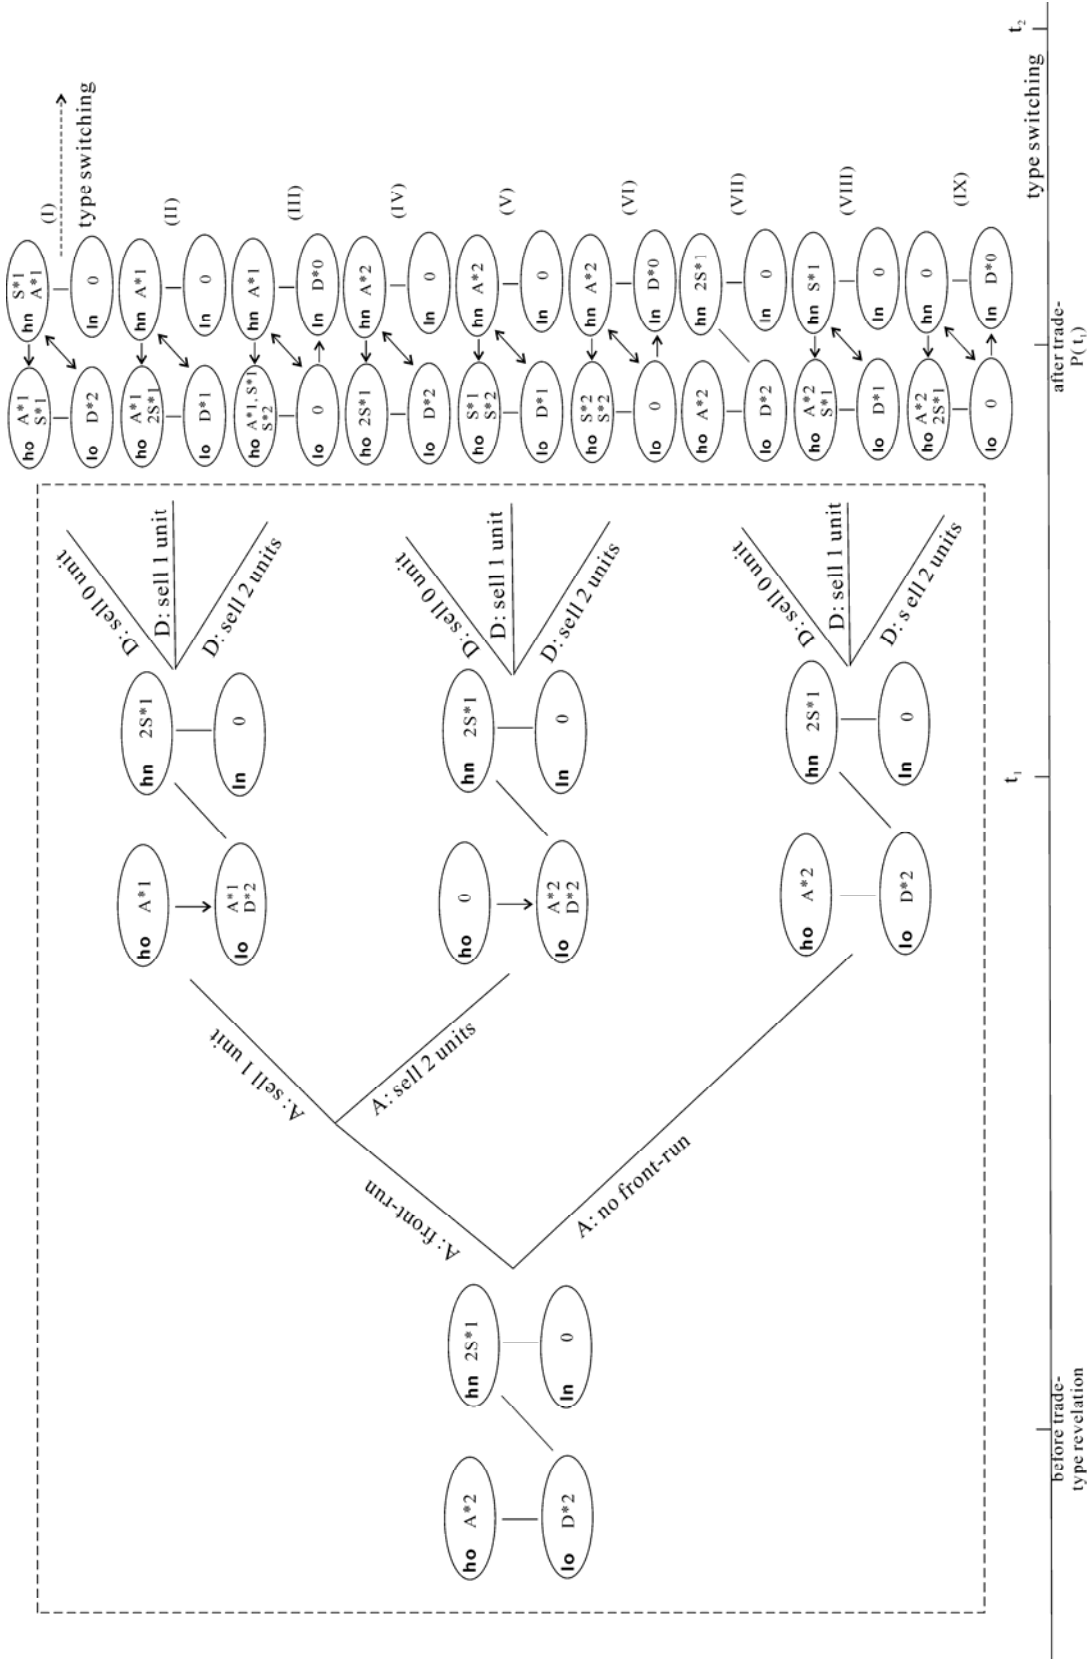 ho A*2
lo D*2
hn 2S*1
ln 0
A: front-run
A: no front-run
A: sell 1 unit
A: sell 2 units
ho A*1
lo A*1
D*2
hn 2S*1
ln 0
D: sell 0 unit
D: sell 1 unit
D: sell 2 units
ho 0
lo A*2
D*2
hn 2S*1
ln 0
D: sell 0 unit
D: sell 1 unit
D: sell 2 units
ho A*2
lo D*2
hn 2S*1
ln 0
D: sell 0 unit
D: sell 1 unit
D: s ell 2 units
ho A*1
S*1
hn S*1
A*1
lo D*2
ln 0
(I)
type switching
ho A*1
2S*1
hn A*1
lo D*1
ln 0
(II)
ho A*1, S*1
S*2
hn A*1
lo 0
ln D*0
(III)
ho 2S*1
hn A*2
lo D*2
ln 0
(IV)
ho S*1
S*2
hn A*2
lo D*1
ln 0
(V)
ho S*2
S*2
hn A*2
lo 0
ln D*0
(VI)
ho A*2
hn 2S*1
lo D*2
ln 0
(VII)
ho A*2
S*1
hn S*1
lo D*1
ln 0
(VIII)
ho A*2
2S*1
hn 0
lo 0
ln D*0
(IX)
before trade-
type revelation
t1
after trade-
P(t1)
type switching
t2